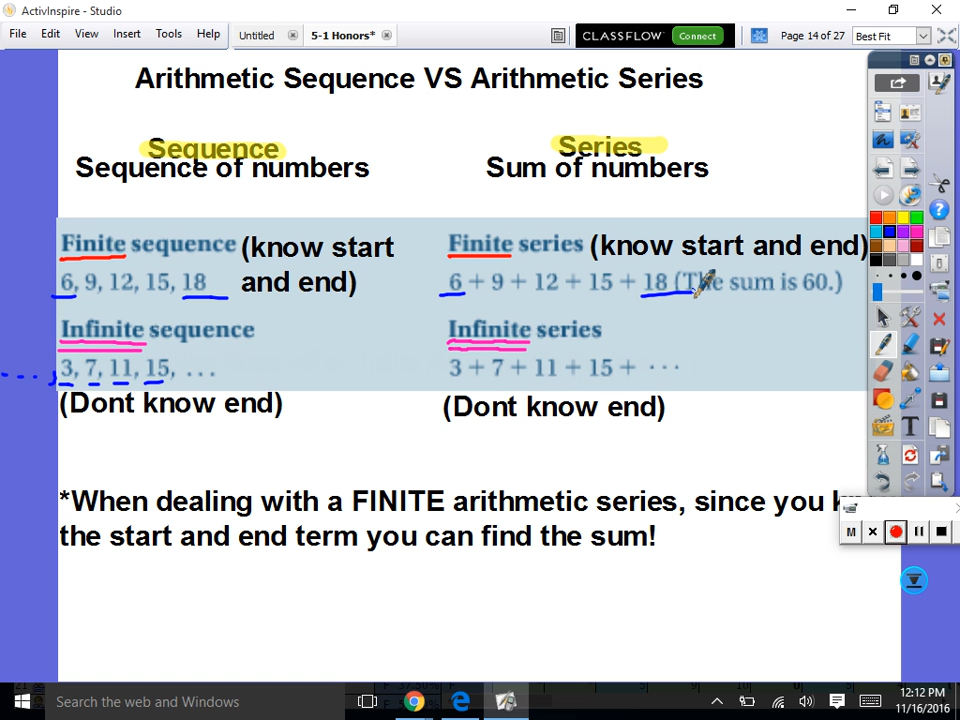 ActivInspire - Studio
File Edit View Insert Tools Help Untitled 5-1 Honors* CLASSFLOW Connect Page 14 of 27 Best Fit
Arithmetic Sequence VS Arithmetic Series
Sequence Series
Sequence of numbers Sum of numbers
Finite sequence (know start and end) Finite series (know start and end)
6, 9, 12, 15, 18 6 + 9 + 12 + 15 + 18 (The sum is 60.)
Infinite sequence Infinite series
3, 7, 11, 15, . . . 3 + 7 + 11 + 15 + · · ·
(Dont know end) (Dont know end)
*When dealing with a FINITE arithmetic series, since you
the start and end term you can find the sum!
M
Search the web and Windows
12:12 PM
11/16/2016